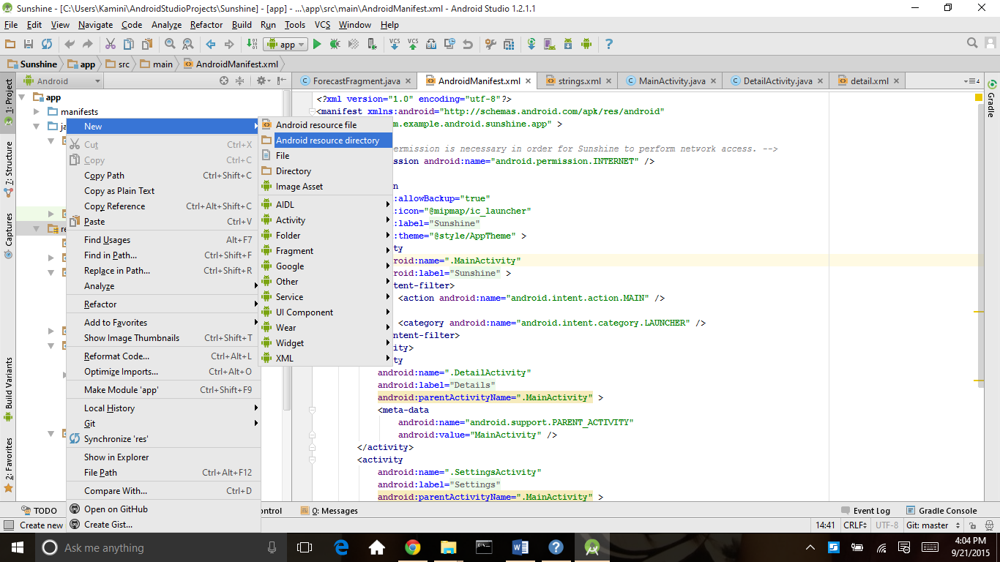 Sunshine - [C:\Users\Kamini\AndroidStudioProjects\Sunshine] - [app] - ...\app\src\main\AndroidManifest.xml - Android Studio 1.2.1.1
File Edit View Navigate Code Analyze Refactor Build Run Tools VCS Window Help
app
Sunshine app src main AndroidManifest.xml
Android
ForecastFragment.java AndroidManifest.xml strings.xml MainActivity.java DetailActivity.java detail.xml
1: Project
7: Structure
Captures
Build Variants
2: Favorites
Gradle
app
manifests
New
Cut Ctrl+X
Copy Ctrl+C
Copy Path Ctrl+Shift+C
Copy as Plain Text
Copy Reference Ctrl+Alt+Shift+C
Paste Ctrl+V
Find Usages Alt+F7
Find in Path... Ctrl+Shift+F
Replace in Path... Ctrl+Shift+R
Analyze
Refactor
Add to Favorites
Show Image Thumbnails Ctrl+Shift+T
Reformat Code... Ctrl+Alt+L
Optimize Imports... Ctrl+Alt+O
Make Module 'app' Ctrl+Shift+F9
Local History
Git
Synchronize 'res'
Show in Explorer
File Path Ctrl+Alt+F12
Compare With... Ctrl+D
Open on GitHub
Create Gist...
Android resource file
Android resource directory
File
Directory
Image Asset
AIDL
Activity
Folder
Fragment
Google
Other
Service
UI Component
Wear
Widget
XML
<?xml version="1.0" encoding="utf-8"?>
<manifest xmlns:android="http://schemas.android.com/apk/res/android"
m.example.android.sunshine.app" >
ermission is necessary in order for Sunshine to perform network access. -->
ssion android:name="android.permission.INTERNET" />
n
:allowBackup="true"
:icon="@mipmap/ic_launcher"
:label="Sunshine"
:theme="@style/AppTheme" >
ty
roid:name=".MainActivity"
roid:label="Sunshine" >
tent-filter>
<action android:name="android.intent.action.MAIN" />
<category android:name="android.intent.category.LAUNCHER" />
ntent-filter>
ity>
ty
android:name=".DetailActivity"
android:label="Details"
android:parentActivityName=".MainActivity" >
<meta-data
android:name="android.support.PARENT_ACTIVITY"
android:value="MainActivity" />
</activity>
<activity
android:name=".SettingsActivity"
android:label="Settings"
android:parentActivityName=".MainActivity" >
TODO ontrol 0: Messages Event Log Gradle Console
Create new 14:41 CRLF UTF-8 Git: master
Ask me anything
4:04 PM
9/21/2015